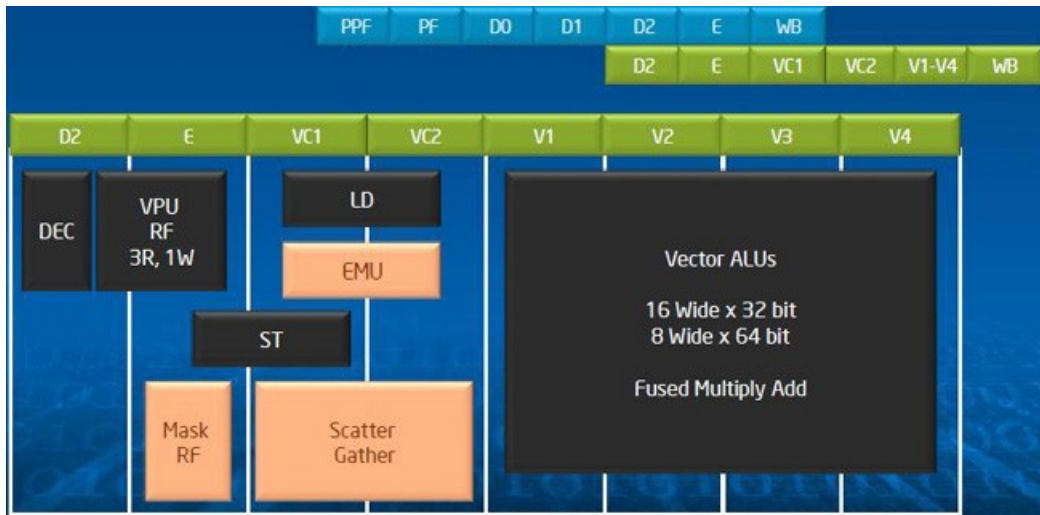 PPF PF D0 D1 D2 E WB
D2 E VC1 VC2 V1-V4 WB
D2 E VC1 VC2 V1 V2 V3 V4
DEC
VPU
RF
3R, 1W
LD
EMU
ST
Mask
RF
Scatter
Gather
Vector ALUs
16 Wide x 32 bit
8 Wide x 64 bit
Fused Multiply Add